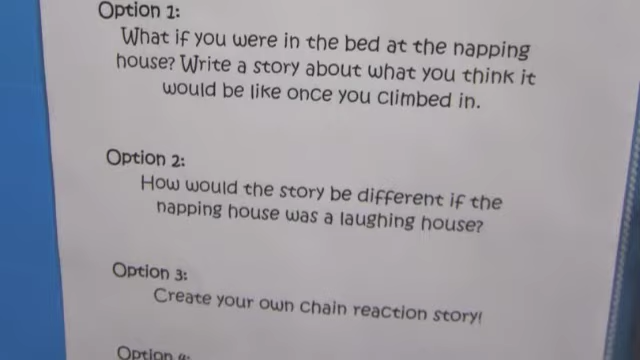 Option 1:
What if you were in the bed at the napping
house? Write a story about what you think it
would be like once you climbed in.
Option 2:
How would the story be different if the
napping house was a laughing house?
Option 3:
Create your own chain reaction story!
Option 4: